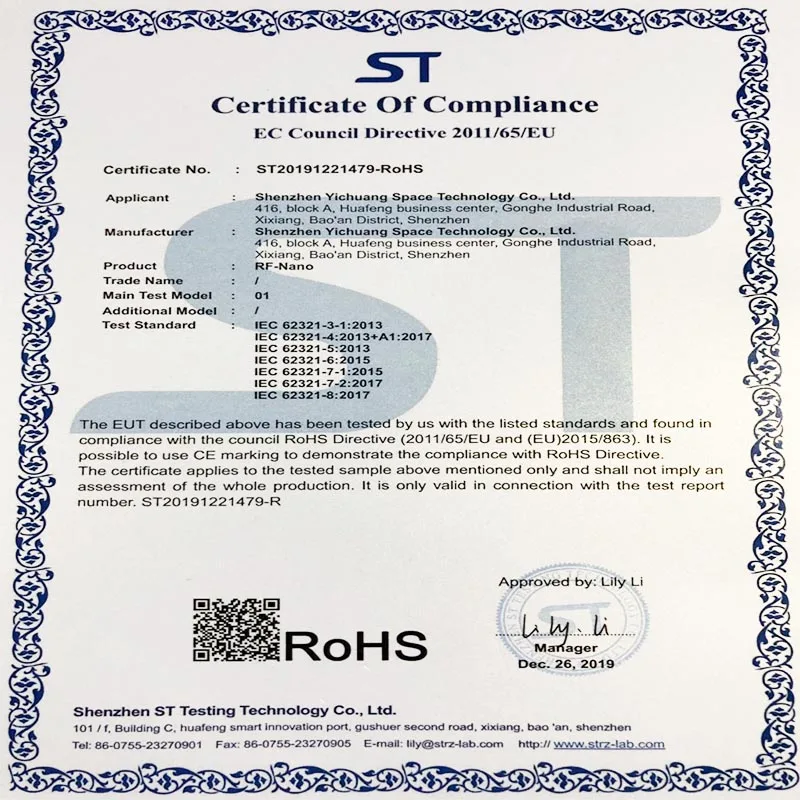 ST
Certificate Of Compliance
EC Council Directive 2011/65/EU
Certificate No. : ST20191221479-RoHS
Applicant : Shenzhen Yichuang Space Technology Co., Ltd.
416, block A, Huafeng business center, Gonghe Industrial Road,
Xixiang, Bao'an District, Shenzhen
Manufacturer : Shenzhen Yichuang Space Technology Co., Ltd.
416, block A, Huafeng business center, Gonghe Industrial Road,
Xixiang, Bao'an District, Shenzhen
Product : RF-Nano
Trade Name : /
Main Test Model : 01
Additional Model : /
Test Standard : IEC 62321-3-1:2013
IEC 62321-4:2013+A1:2017
IEC 62321-5:2013
IEC 62321-6:2015
IEC 62321-7-1:2015
IEC 62321-7-2:2017
IEC 62321-8:2017
The EUT described above has been tested by us with the listed standards and found in
compliance with the council RoHS Directive (2011/65/EU and (EU)2015/863). It is
possible to use CE marking to demonstrate the compliance with RoHS Directive.
The certificate applies to the tested sample above mentioned only and shall not imply an
assessment of the whole production. It is only valid in connection with the test report
number. ST20191221479-R
Approved by: Lily Li
Lily. Li
Manager
Dec. 26, 2019
RoHS
Shenzhen ST Testing Technology Co., Ltd.
101 / f, Building C, huafeng smart innovation port, gushuer second road, xixiang, bao 'an, shenzhen
Tel: 86-0755-23270901 Fax: 86-0755-23270905 E-mail: lily@strz-lab.com http:// www.strz-lab.com